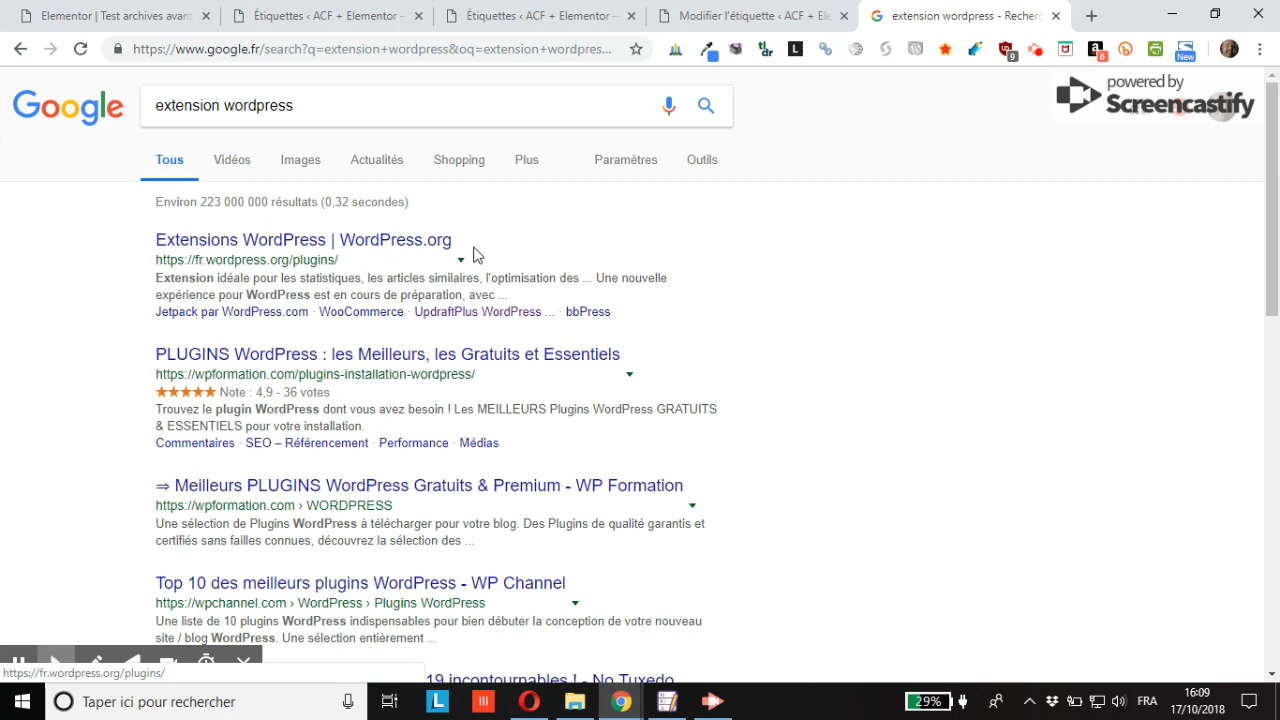 Elementor | Test archives avant
Étiquettes ‹ ACF + Elementor –
Étiquettes ‹ ACF + Elementor –
Modifier l'étiquette ‹ ACF + Ele
extension wordpress - Recherc
https://www.google.fr/search?q=extension+wordpress&oq=extension+wordpres...
tl;dr
L
9
6
New
Google
extension wordpress
powered by
Screencastify
Tous
Vidéos
Images
Actualités
Shopping
Plus
Paramètres
Outils
Environ 223 000 000 résultats (0,32 secondes)
Extensions WordPress | WordPress.org
https://fr.wordpress.org/plugins/
Extension idéale pour les statistiques, les articles similaires, l'optimisation des ... Une nouvelle
expérience pour WordPress est en cours de préparation, avec ...
Jetpack par WordPress.com · WooCommerce · UpdraftPlus WordPress ... · bbPress
PLUGINS WordPress : les Meilleurs, les Gratuits et Essentiels
https://wpformation.com/plugins-installation-wordpress/
★★★★★ Note : 4,9 - 36 votes
Trouvez le plugin WordPress dont vous avez besoin ! Les MEILLEURS Plugins WordPress GRATUITS
& ESSENTIELS pour votre installation.
Commentaires · SEO – Référencement · Performance · Médias
⇒ Meilleurs PLUGINS WordPress Gratuits & Premium - WP Formation
https://wpformation.com › WORDPRESS
Une sélection de Plugins WordPress à télécharger pour votre blog. Des Plugins de qualité garantis et
certifiés sans failles connues, découvrez la sélection des ...
Top 10 des meilleurs plugins WordPress - WP Channel
https://wpchannel.com › WordPress › Plugins WordPress
Une liste de 10 plugins WordPress indispensables pour bien débuter la conception de votre nouveau
site / blog WordPress. Une sélection entièrement ...
https://fr.wordpress.org/plugins/
19 incontournables ! - No Tuxedo
Taper ici pour rechercher
L
29%
FRA
16:09
17/10/2018